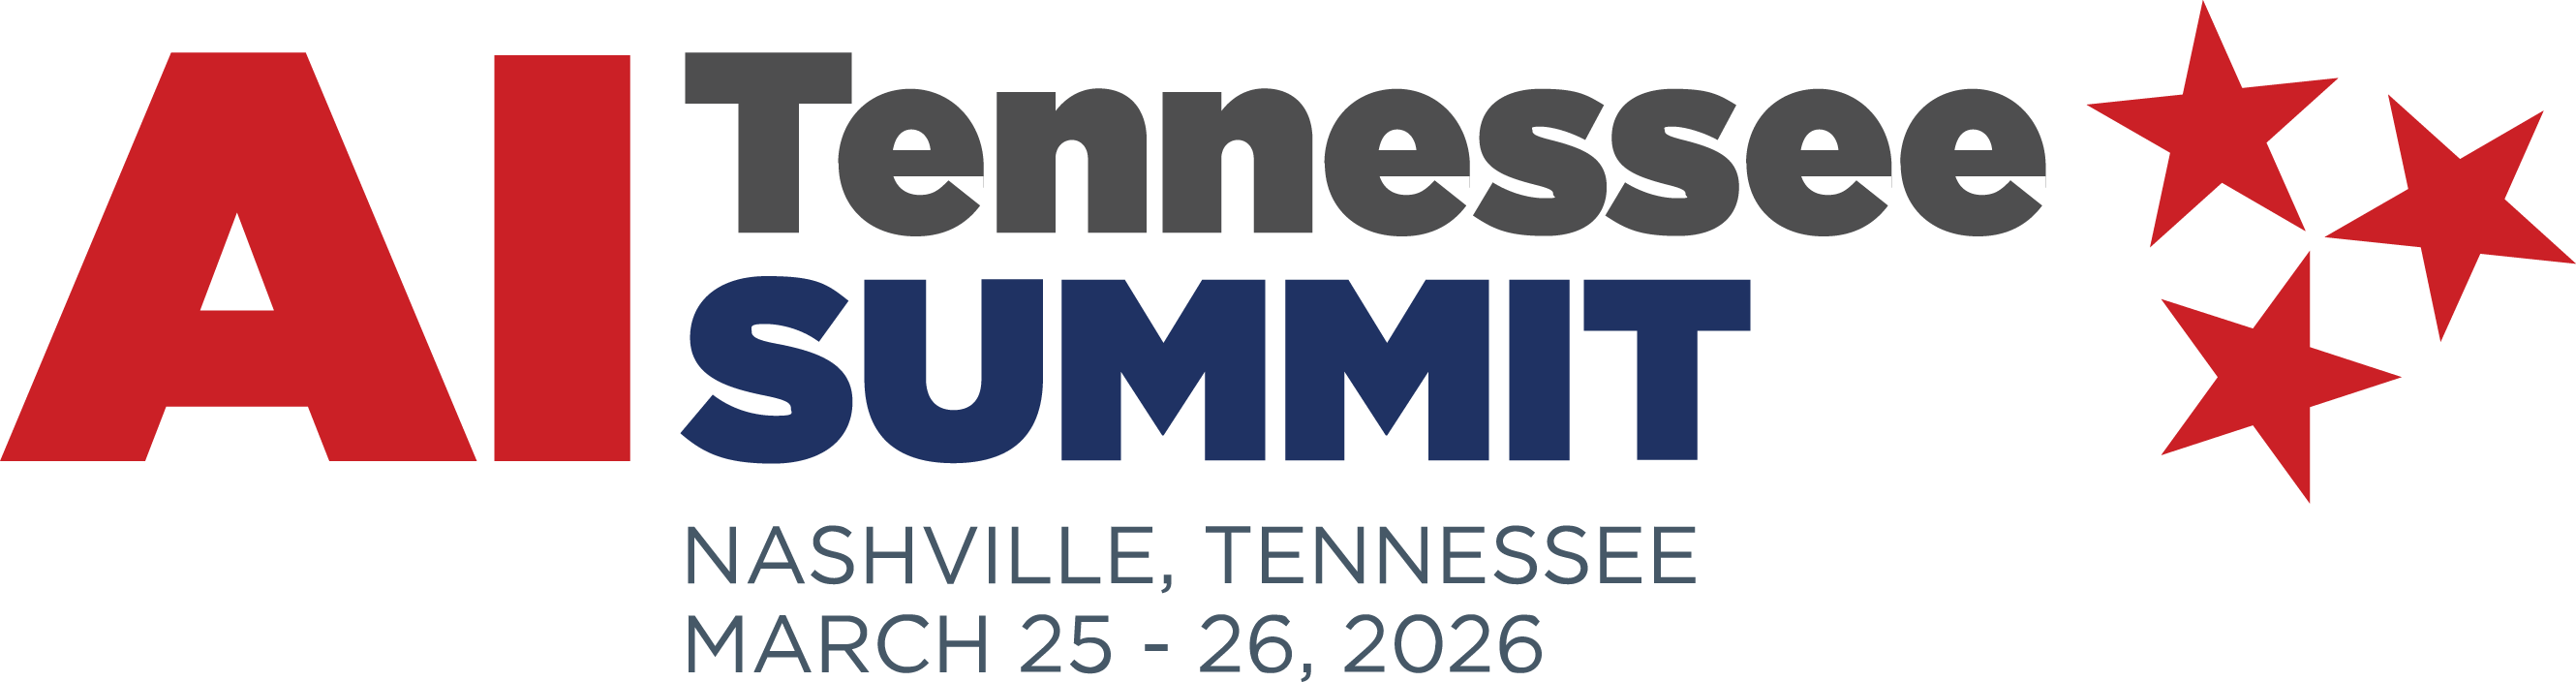 AI Tennessee
SUMMIT
NASHVILLE, TENNESSEE
MARCH 25 - 26, 2026